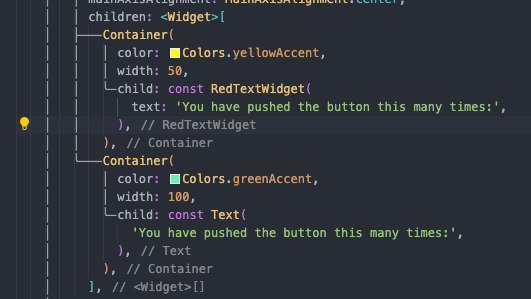 mainAxisAlignment: MainAxisAlignment.center,
children: <Widget>[
Container(
color: Colors.yellowAccent,
width: 50,
child: const RedTextWidget(
text: 'You have pushed the button this many times:',
), // RedTextWidget
), // Container
Container(
color: Colors.greenAccent,
width: 100,
child: const Text(
'You have pushed the button this many times:',
), // Text
), // Container
], // <Widget>[]